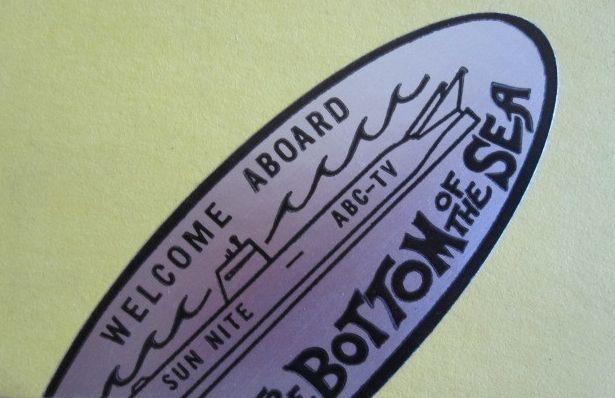 WELCOME ABOARD
ABC-TV
SUN NITE
BOTTOM
OF
THE
SEA